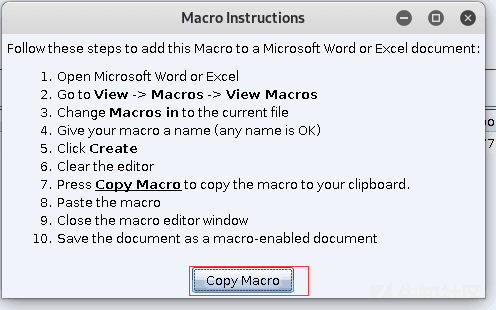 Macro Instructions
Follow these steps to add this Macro to a Microsoft Word or Excel document:
1. Open Microsoft Word or Excel
2. Go to View -> Macros -> View Macros
3. Change Macros in to the current file
4. Give your macro a name (any name is OK)
5. Click Create
6. Clear the editor
7. Press Copy Macro to copy the macro to your clipboard.
8. Paste the macro
9. Close the macro editor window
10. Save the document as a macro-enabled document
Copy Macro